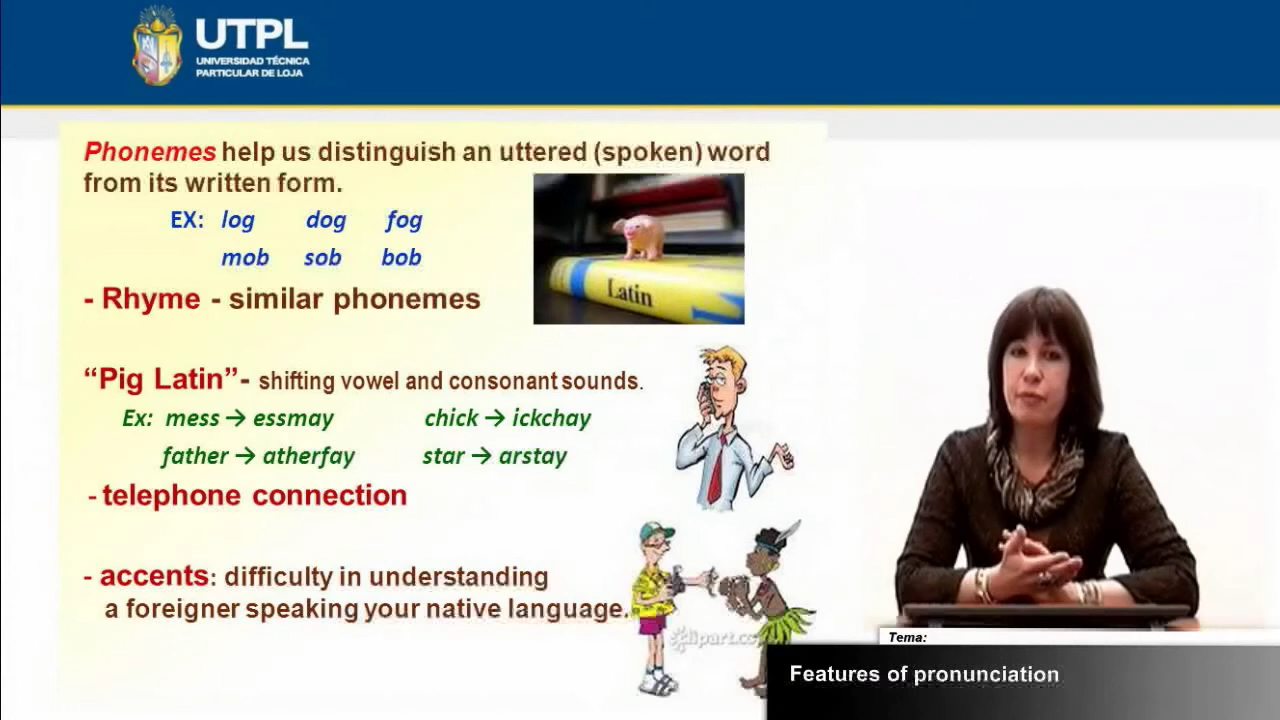 UTPL
UNIVERSIDAD TÉCNICA
PARTICULAR DE LOJA
Phonemes help us distinguish an uttered (spoken) word
from its written form.
EX: log dog fog
mob sob bob
- Rhyme - similar phonemes
Latin
“Pig Latin”- shifting vowel and consonant sounds.
Ex: mess → essmay chick → ickchay
father → atherfay star → arstay
- telephone connection
- accents: difficulty in understanding
a foreigner speaking your native language.
Tema:
Features of pronunciation